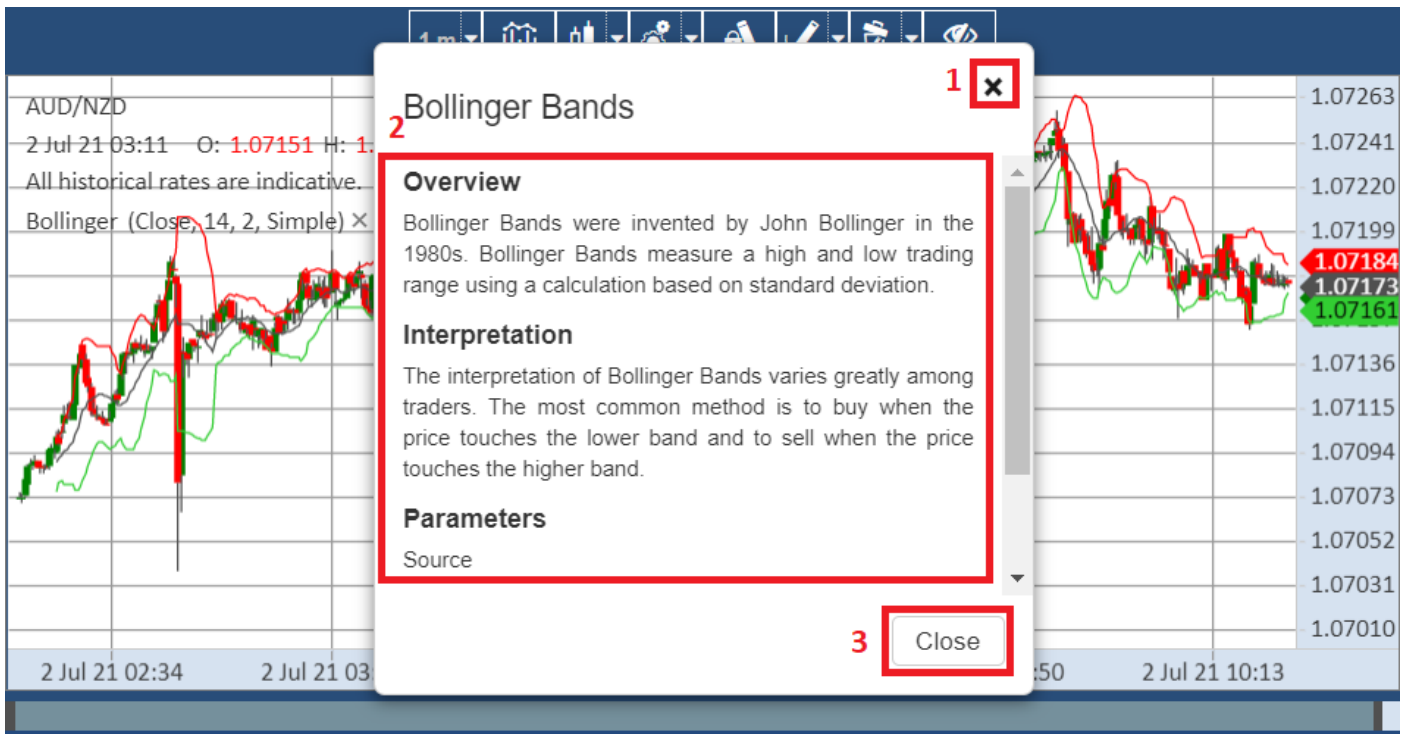 1 m
1
Bollinger Bands
2
AUD/NZD
2 Jul 21 03:11 O: 1.07151 H: 1.
All historical rates are indicative.
Bollinger (Close, 14, 2, Simple) ×
Overview
Bollinger Bands were invented by John Bollinger in the
1980s. Bollinger Bands measure a high and low trading
range using a calculation based on standard deviation.
Interpretation
The interpretation of Bollinger Bands varies greatly among
traders. The most common method is to buy when the
price touches the lower band and to sell when the price
touches the higher band.
Parameters
Source
3
Close
1.07263
1.07241
1.07220
1.07199
1.07184
1.07173
1.07161
1.07136
1.07115
1.07094
1.07073
1.07052
1.07031
1.07010
2 Jul 21 02:34
2 Jul 21 03
:50
2 Jul 21 10:13